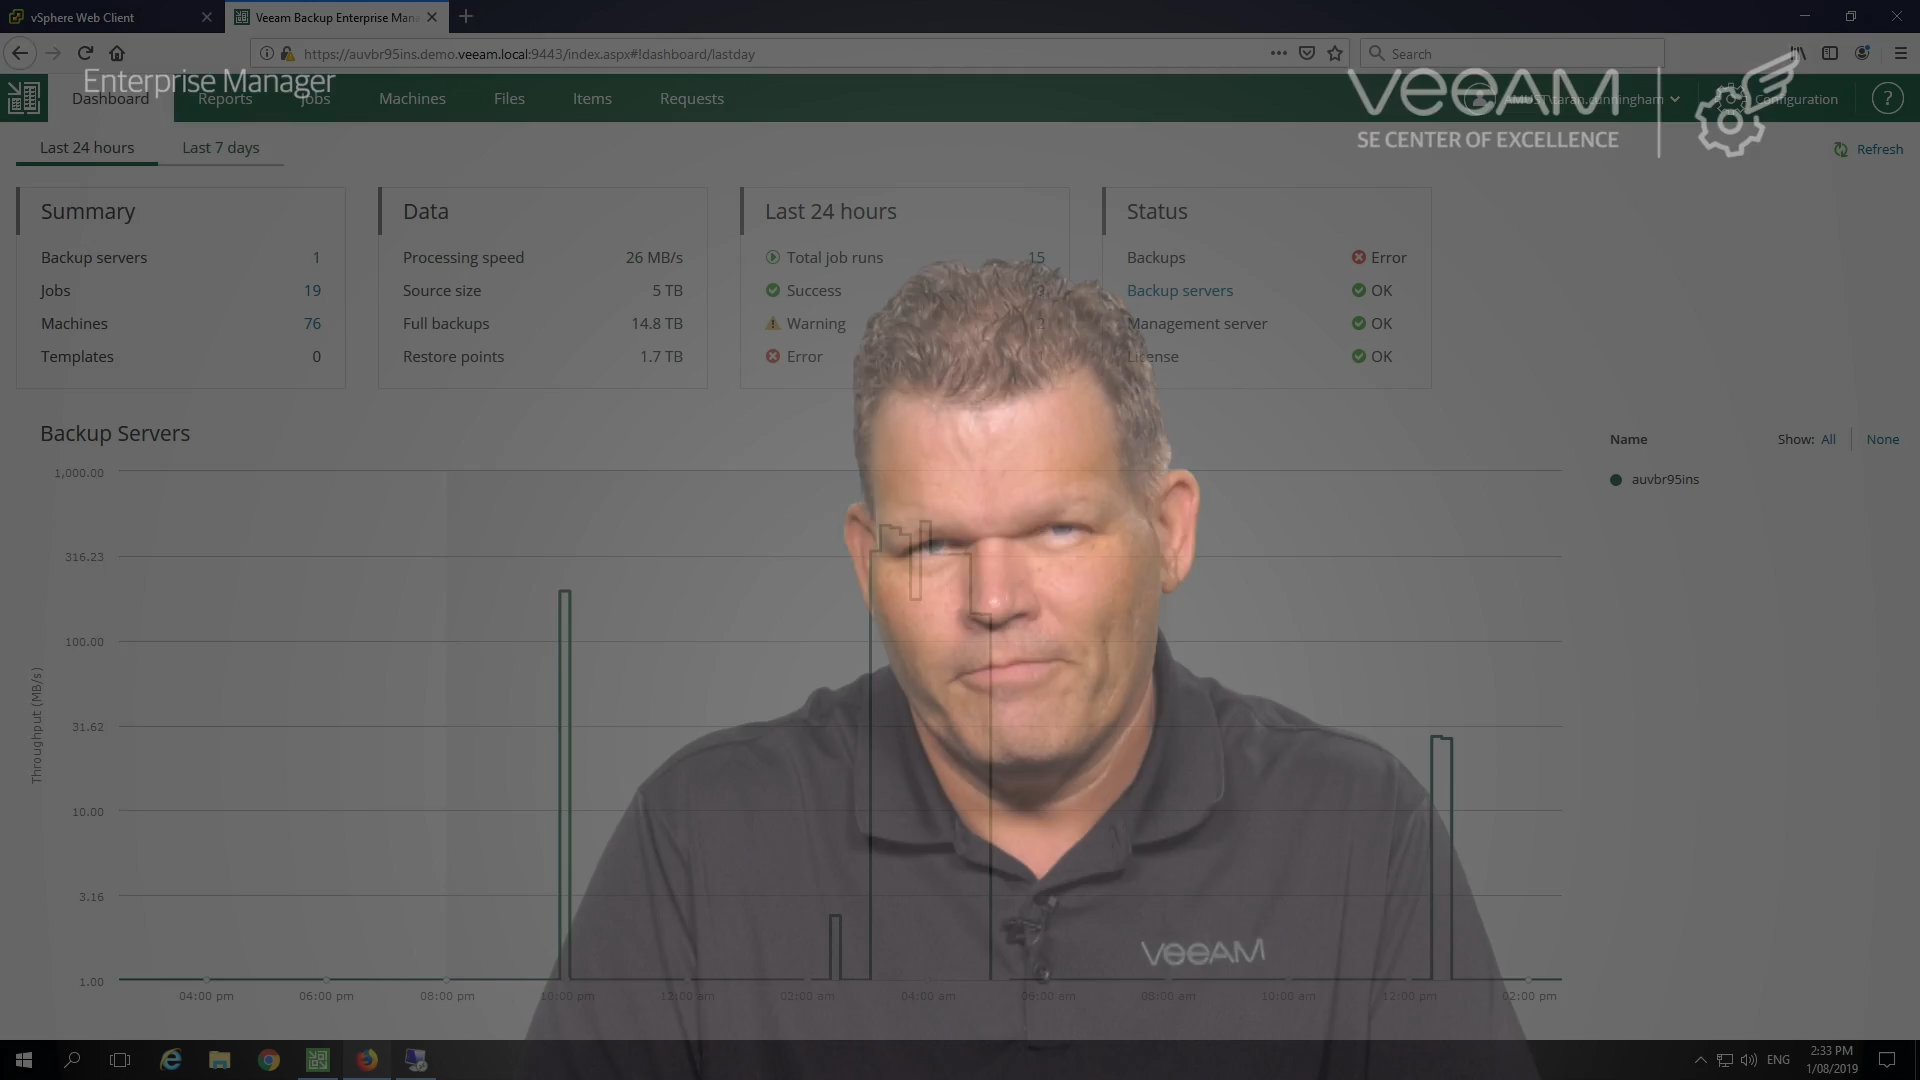 vSphere Web Client
Veeam Backup Enterprise Man
https://auvbr95ins.demo.veeam.local:9443/index.aspx#!dashboard/lastday
Search
Enterprise Manager
Dashboard
Reports
Jobs
Machines
Files
Items
Requests
AMUST\taran.cunningham
Configuration
?
veeam
SE CENTER OF EXCELLENCE
Last 24 hours
Last 7 days
Refresh
Summary
Backup servers 1
Jobs 19
Machines 76
Templates 0
Data
Processing speed 26 MB/s
Source size 5 TB
Full backups 14.8 TB
Restore points 1.7 TB
Last 24 hours
Total job runs 15
Success
Warning 2
Error 1
Status
Backups Error
Backup servers OK
Management server OK
License OK
Backup Servers
Name
Show: All None
auvbr95ins
Throughput (MB/s)
1,000.00
316.23
100.00
31.62
10.00
3.16
1.00
04:00 pm 06:00 pm 08:00 pm 10:00 pm 12:00 am 02:00 am 04:00 am 06:00 am 08:00 am 10:00 am 12:00 pm 02:00 pm
veeam
ENG
2:33 PM
1/08/2019